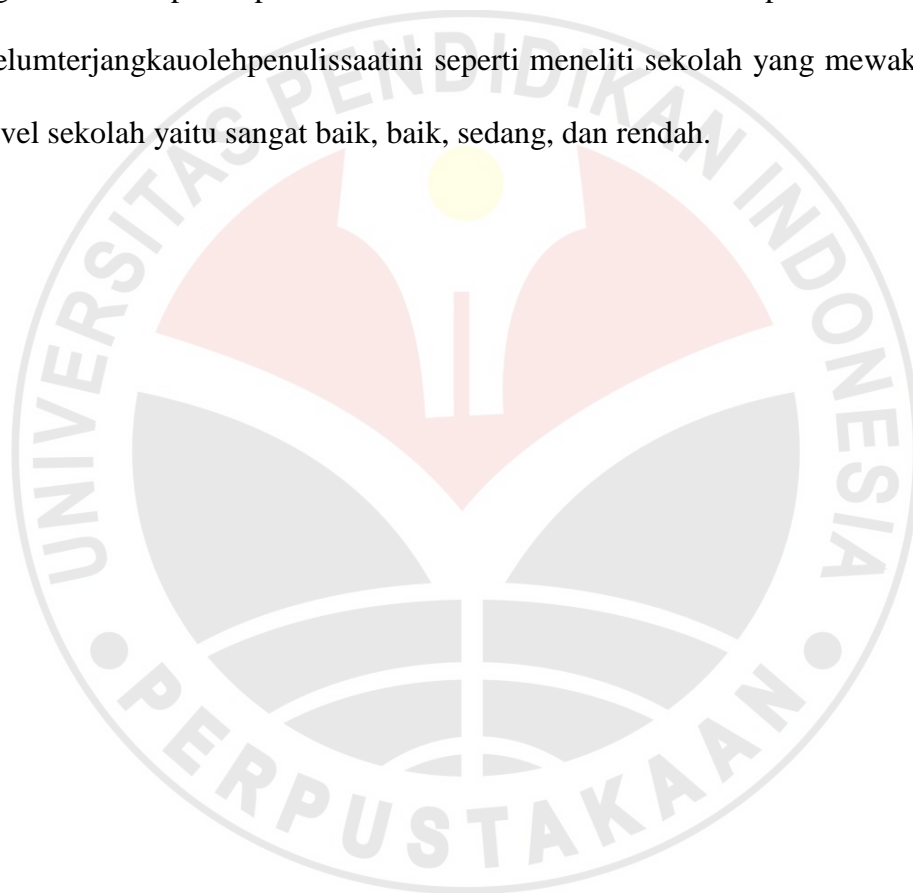 elumterjangkauolehpenulissaatini seperti meneliti sekolah yang mewak
vel sekolah yaitu sangat baik, baik, sedang, dan rendah.
UNIVERSITAS PENDIDIKAN INDONESIA
PERPUSTAKAAN